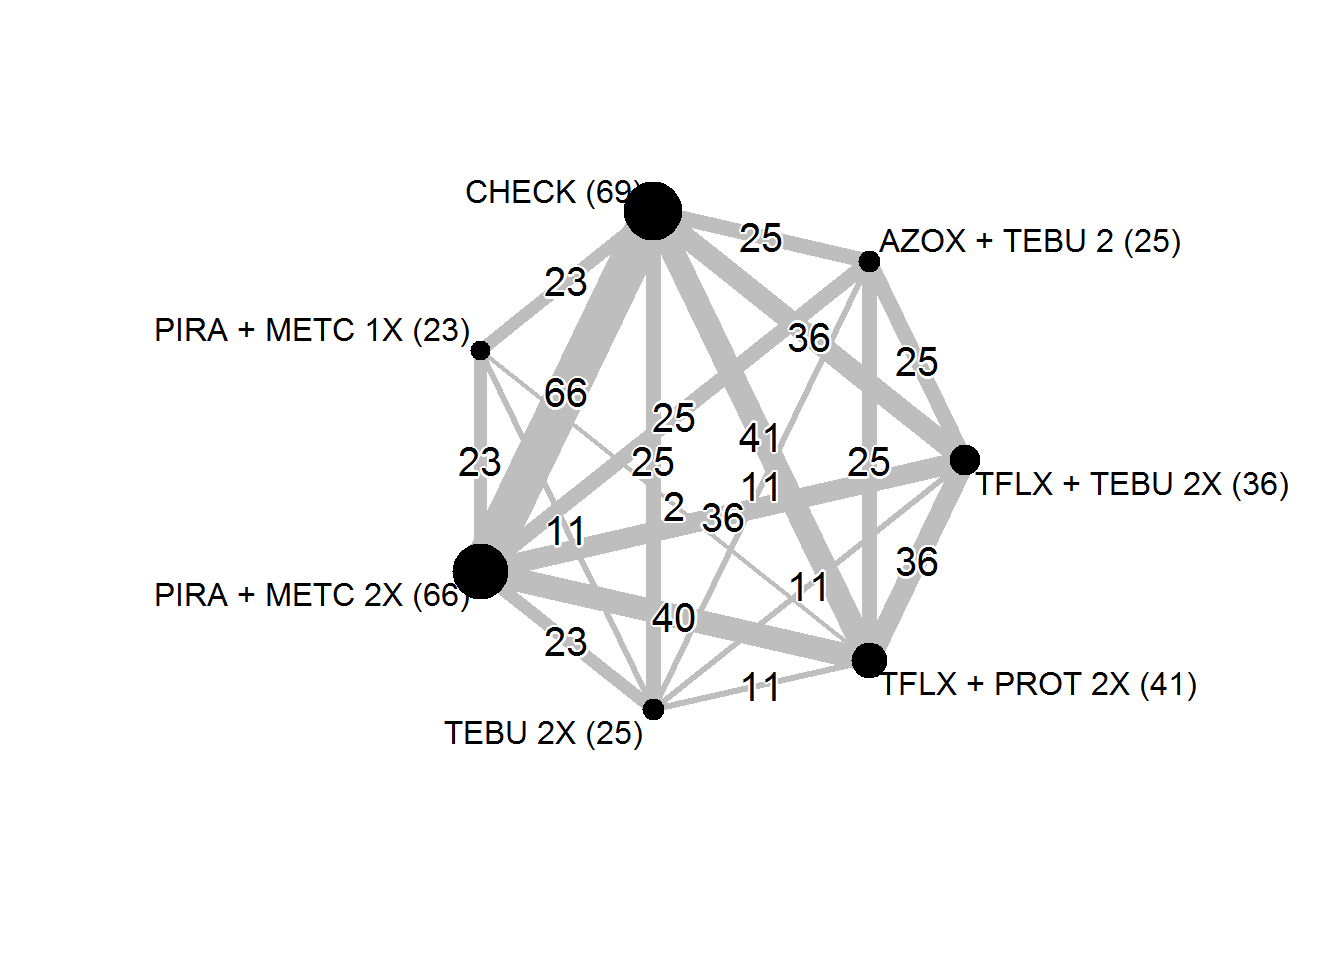 CHECK (69)
25
AZOX + TEBU 2 (25)
23
PIRA + METC 1X (23)
36
25
66
25
41
23
25
25
TFLX + TEBU 2X (36)
11
2
36
11
36
11
PIRA + METC 2X (66)
40
23
TFLX + PROT 2X (41)
11
TEBU 2X (25)